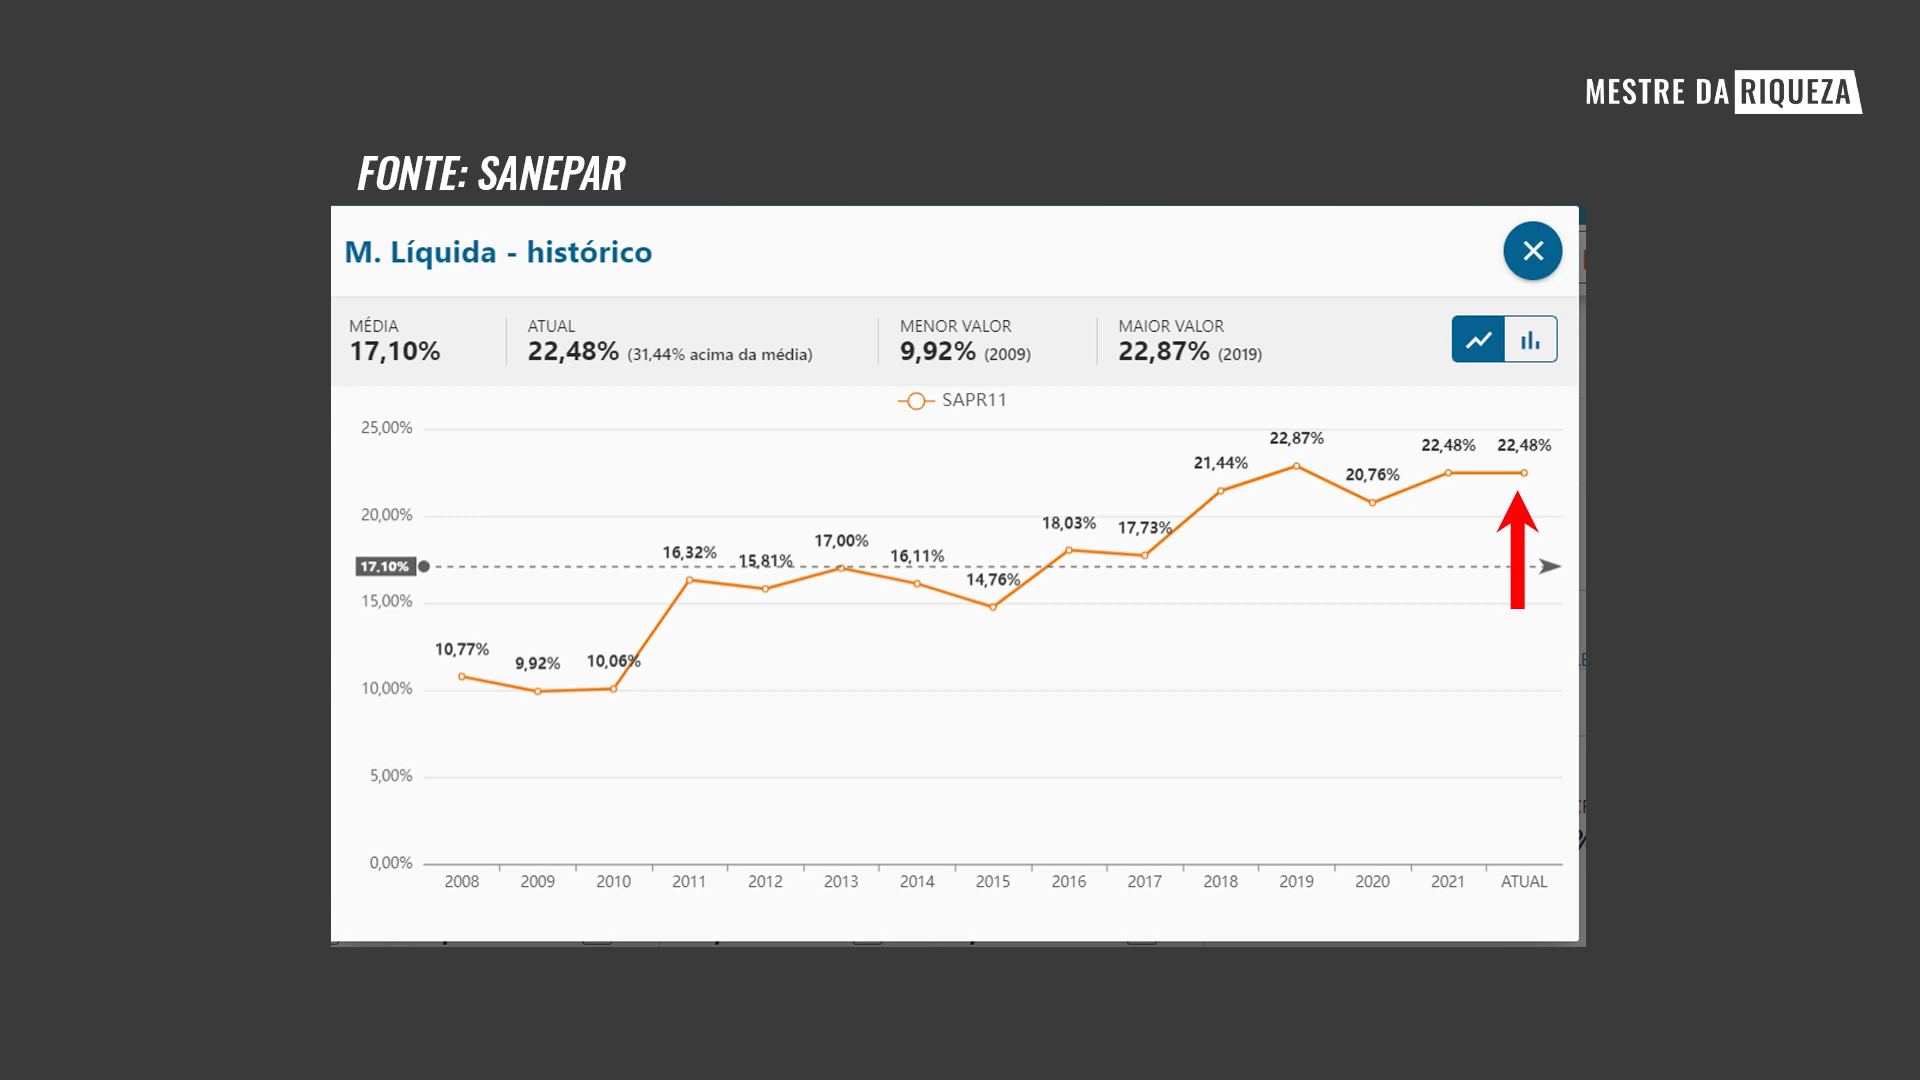 MESTRE DA RIQUEZA
FONTE: SANEPAR
M. Líquida - histórico
MÉDIA
17,10%
ATUAL
22,48% (31,44% acima da média)
MENOR VALOR
9,92% (2009)
MAIOR VALOR
22,87% (2019)
SAPR11
25,00%
20,00%
17,10%
15,00%
10,00%
5,00%
0,00%
10,77%
9,92%
10,06%
16,32%
15,81%
17,00%
16,11%
14,76%
18,03%
17,73%
21,44%
22,87%
20,76%
22,48%
22,48%
2008 2009 2010 2011 2012 2013 2014 2015 2016 2017 2018 2019 2020 2021 ATUAL